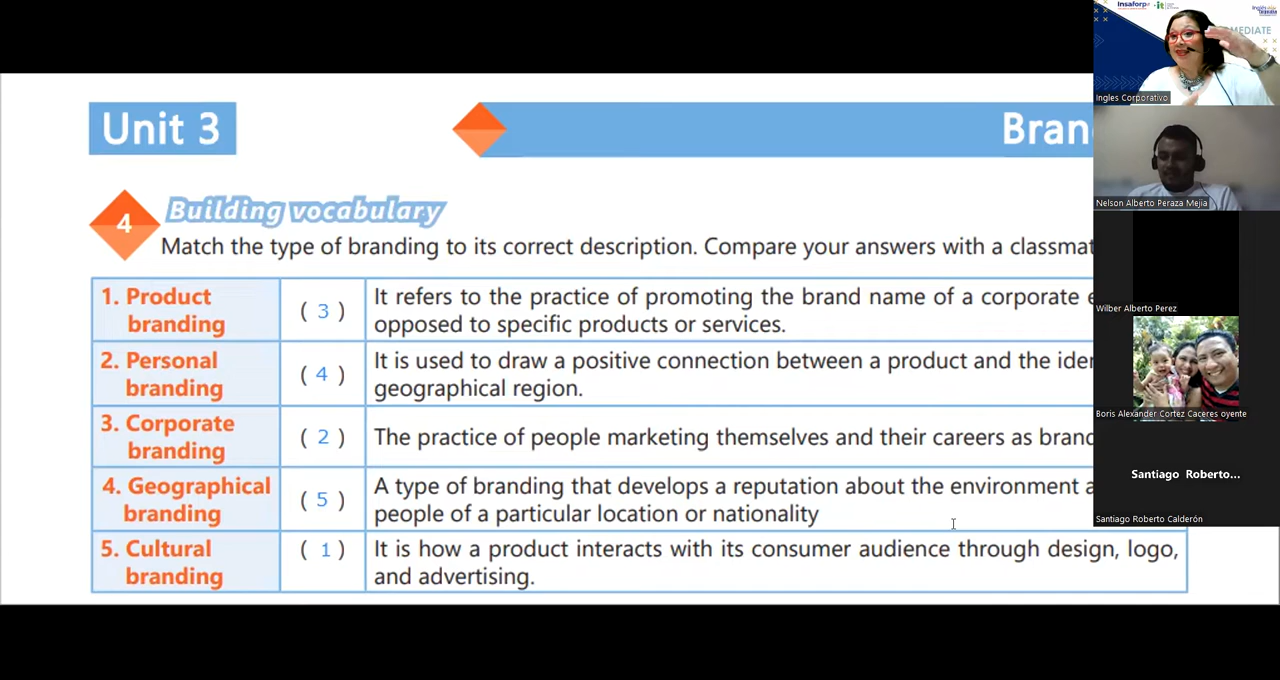 Unit 3
Building vocabulary
4
Match the type of branding to its correct description. Compare your answers with a
1. Product branding
( 3 )
It refers to the practice of promoting the brand name of a corporate
opposed to specific products or services.
2. Personal branding
( 4 )
It is used to draw a positive connection between a product and the
geographical region.
3. Corporate branding
( 2 )
The practice of people marketing themselves and their careers as
4. Geographical branding
( 5 )
A type of branding that develops a reputation about the environment
people of a particular location or nationality
5. Cultural branding
( 1 )
It is how a product interacts with its consumer audience through design, logo,
and advertising.
Insaforp
Ingles Corporativo
Nelson Alberto Peraza Mejia
Wilber Alberto Perez
Boris Alexander Cortez Caceres oyente
Santiago Roberto...
Santiago Roberto Calderón